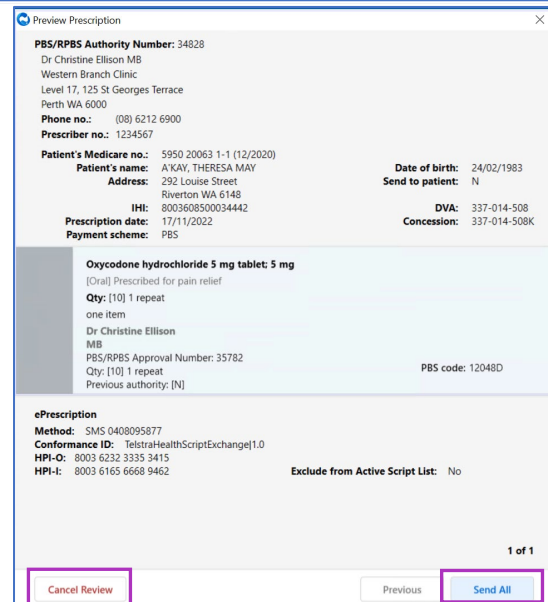 Preview Prescription
PBS/RPBS Authority Number: 34828
Dr Christine Ellison MB
Western Branch Clinic
Level 17, 125 St Georges Terrace
Perth WA 6000
Phone no.: (08) 6212 6900
Prescriber no.: 1234567
Patient's Medicare no.: 5950 20063 1-1 (12/2020)
Patient's name: A'KAY, THERESA MAY Date of birth: 24/02/1983
Address: 292 Louise Street Send to patient: N
Riverton WA 6148
IHI: 8003608500034442 DVA: 337-014-508
Prescription date: 17/11/2022 Concession: 337-014-508K
Payment scheme: PBS
Oxycodone hydrochloride 5 mg tablet; 5 mg
[Oral] Prescribed for pain relief
Qty: [10] 1 repeat
one item
Dr Christine Ellison
MB
PBS/RPBS Approval Number: 35782
Qty: [10] 1 repeat PBS code: 12048D
Previous authority: [N]
ePrescription
Method: SMS 0408095877
Conformance ID: TelstraHealthScriptExchange|1.0
HPI-O: 8003 6232 3335 3415
HPI-I: 8003 6165 6668 9462 Exclude from Active Script List: No
1 of 1
Cancel Review Previous Send All